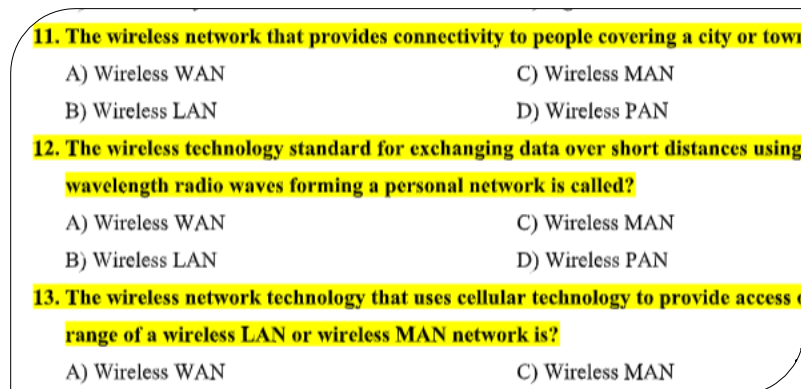 11. The wireless network that provides connectivity to people covering a city or town
A) Wireless WAN C) Wireless MAN
B) Wireless LAN D) Wireless PAN
12. The wireless technology standard for exchanging data over short distances using
wavelength radio waves forming a personal network is called?
A) Wireless WAN C) Wireless MAN
B) Wireless LAN D) Wireless PAN
13. The wireless network technology that uses cellular technology to provide access
range of a wireless LAN or wireless MAN network is?
A) Wireless WAN C) Wireless MAN